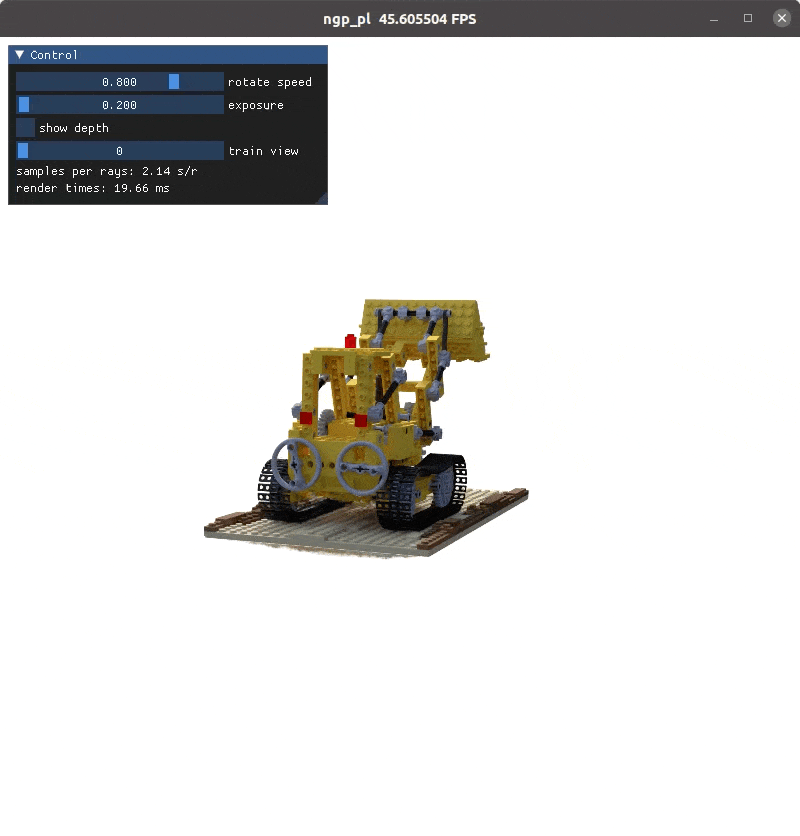 ngp_pl 45.605504 FPS
Control
0.800 rotate speed
0.200 exposure
show depth
0 train view
samples per rays: 2.14 s/r
render times: 19.66 ms